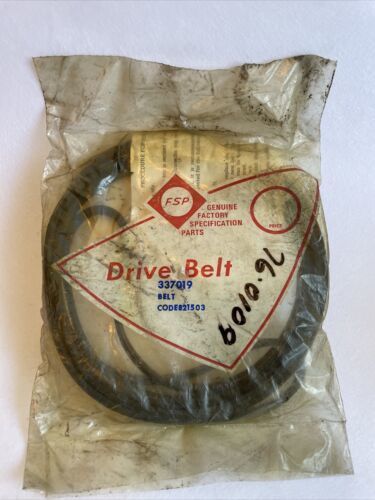 FSP
GENUINE
FACTORY
SPECIFICATION
PARTS
PRICE
Drive Belt
337019
BELT
CODE821503
76-0109